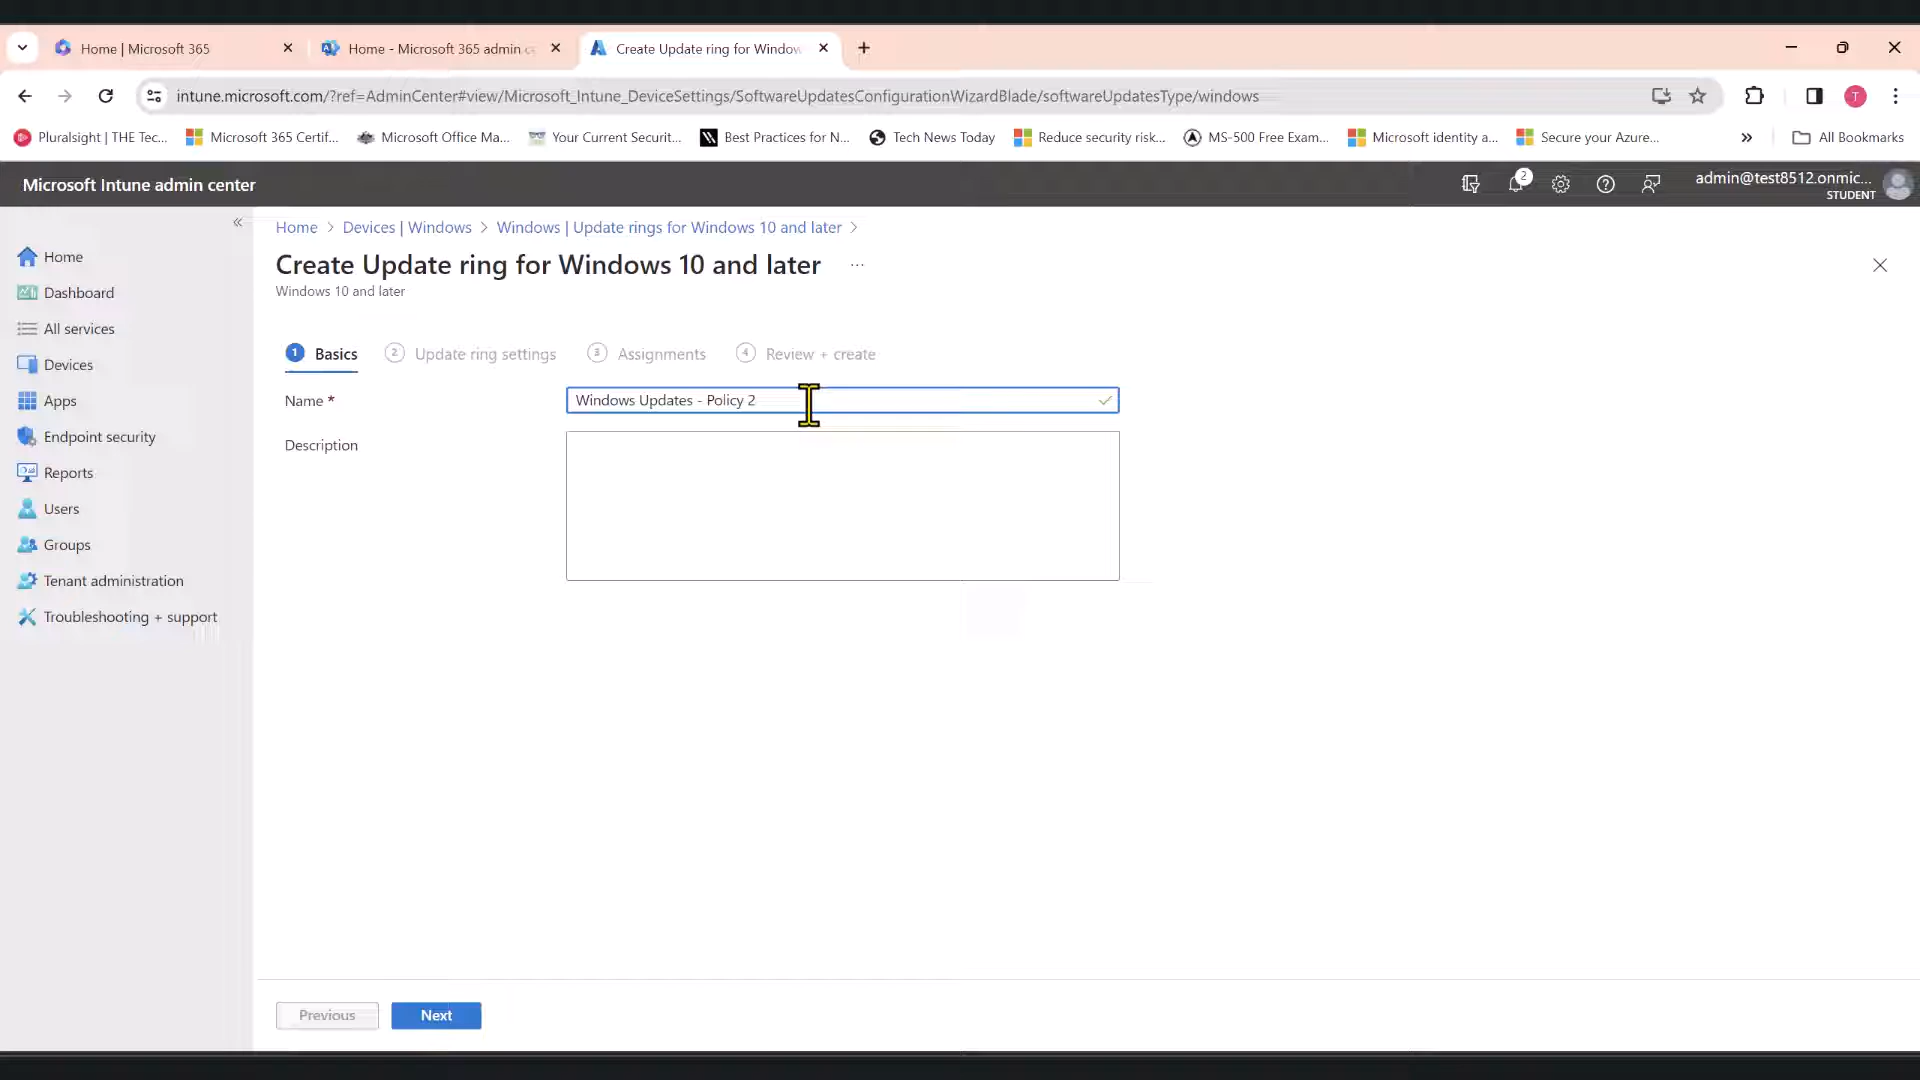 Home | Microsoft 365
Home - Microsoft 365 admin ce
Create Update ring for Window
intune.microsoft.com/?ref=AdminCenter#view/Microsoft_Intune_DeviceSettings/SoftwareUpdatesConfigurationWizardBlade/softwareUpdatesType/windows
T
Pluralsight | THE Tec...
Microsoft 365 Certif...
Microsoft Office Ma...
Your Current Securit...
Best Practices for N...
Tech News Today
Reduce security risk...
MS-500 Free Exam...
Microsoft identity a...
Secure your Azure...
»
All Bookmarks
Microsoft Intune admin center
2
admin@test8512.onmic...
STUDENT
«
Home
Dashboard
All services
Devices
Apps
Endpoint security
Reports
Users
Groups
Tenant administration
Troubleshooting + support
Home > Devices | Windows > Windows | Update rings for Windows 10 and later >
Create Update ring for Windows 10 and later ...
Windows 10 and later
1 Basics
2 Update ring settings
3 Assignments
4 Review + create
Name *
Windows Updates - Policy 2
Description
Previous
Next